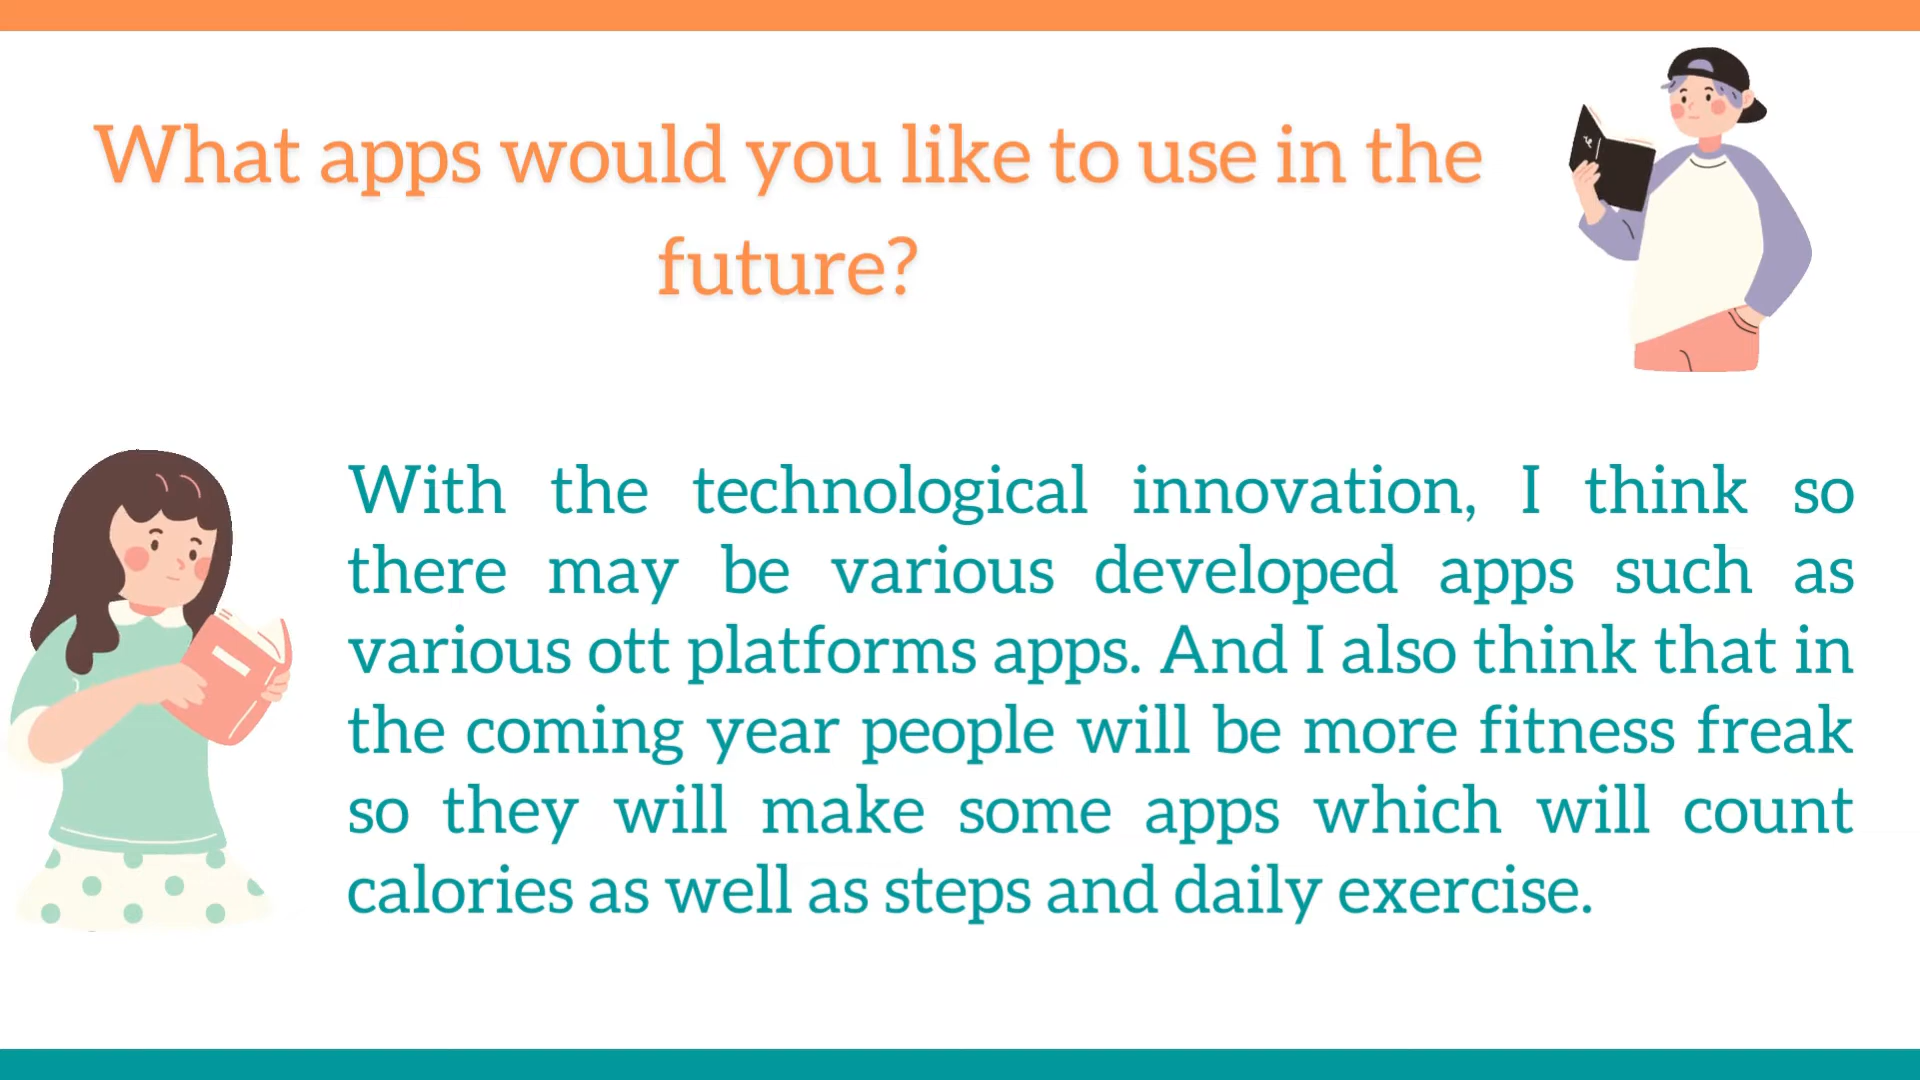 What apps would you like to use in the
future?
With the technological innovation, I think so
there may be various developed apps such as
various ott platforms apps. And I also think that in
the coming year people will be more fitness freak
so they will make some apps which will count
calories as well as steps and daily exercise.